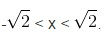 -√2 < x < √2.